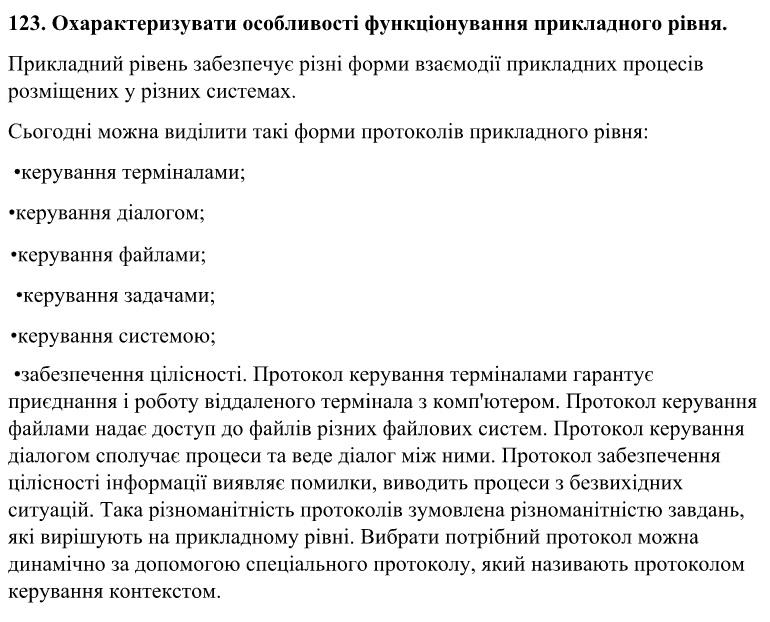 123. Охарактеризувати особливості функціонування прикладного рівня.
Прикладний рівень забезпечує різні форми взаємодії прикладних процесів
розміщених у різних системах.
Сьогодні можна виділити такі форми протоколів прикладного рівня:
•керування терміналами;
•керування діалогом;
•керування файлами;
•керування задачами;
•керування системою;
•забезпечення цілісності. Протокол керування терміналами гарантує
приєднання і роботу віддаленого термінала з комп'ютером. Протокол керування
файлами надає доступ до файлів різних файлових систем. Протокол керування
діалогом сполучає процеси та веде діалог між ними. Протокол забезпечення
цілісності інформації виявляє помилки, виводить процеси з безвихідних
ситуацій. Така різноманітність протоколів зумовлена різноманітністю завдань,
які вирішують на прикладному рівні. Вибрати потрібний протокол можна
динамічно за допомогою спеціального протоколу, який називають протоколом
керування контекстом.